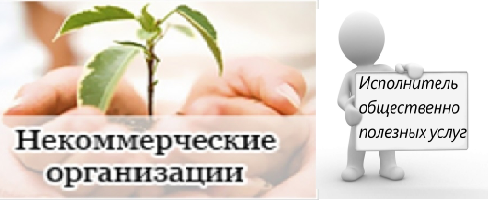 Некоммерческие
организации
Исполнитель
общественно
полезных услуг